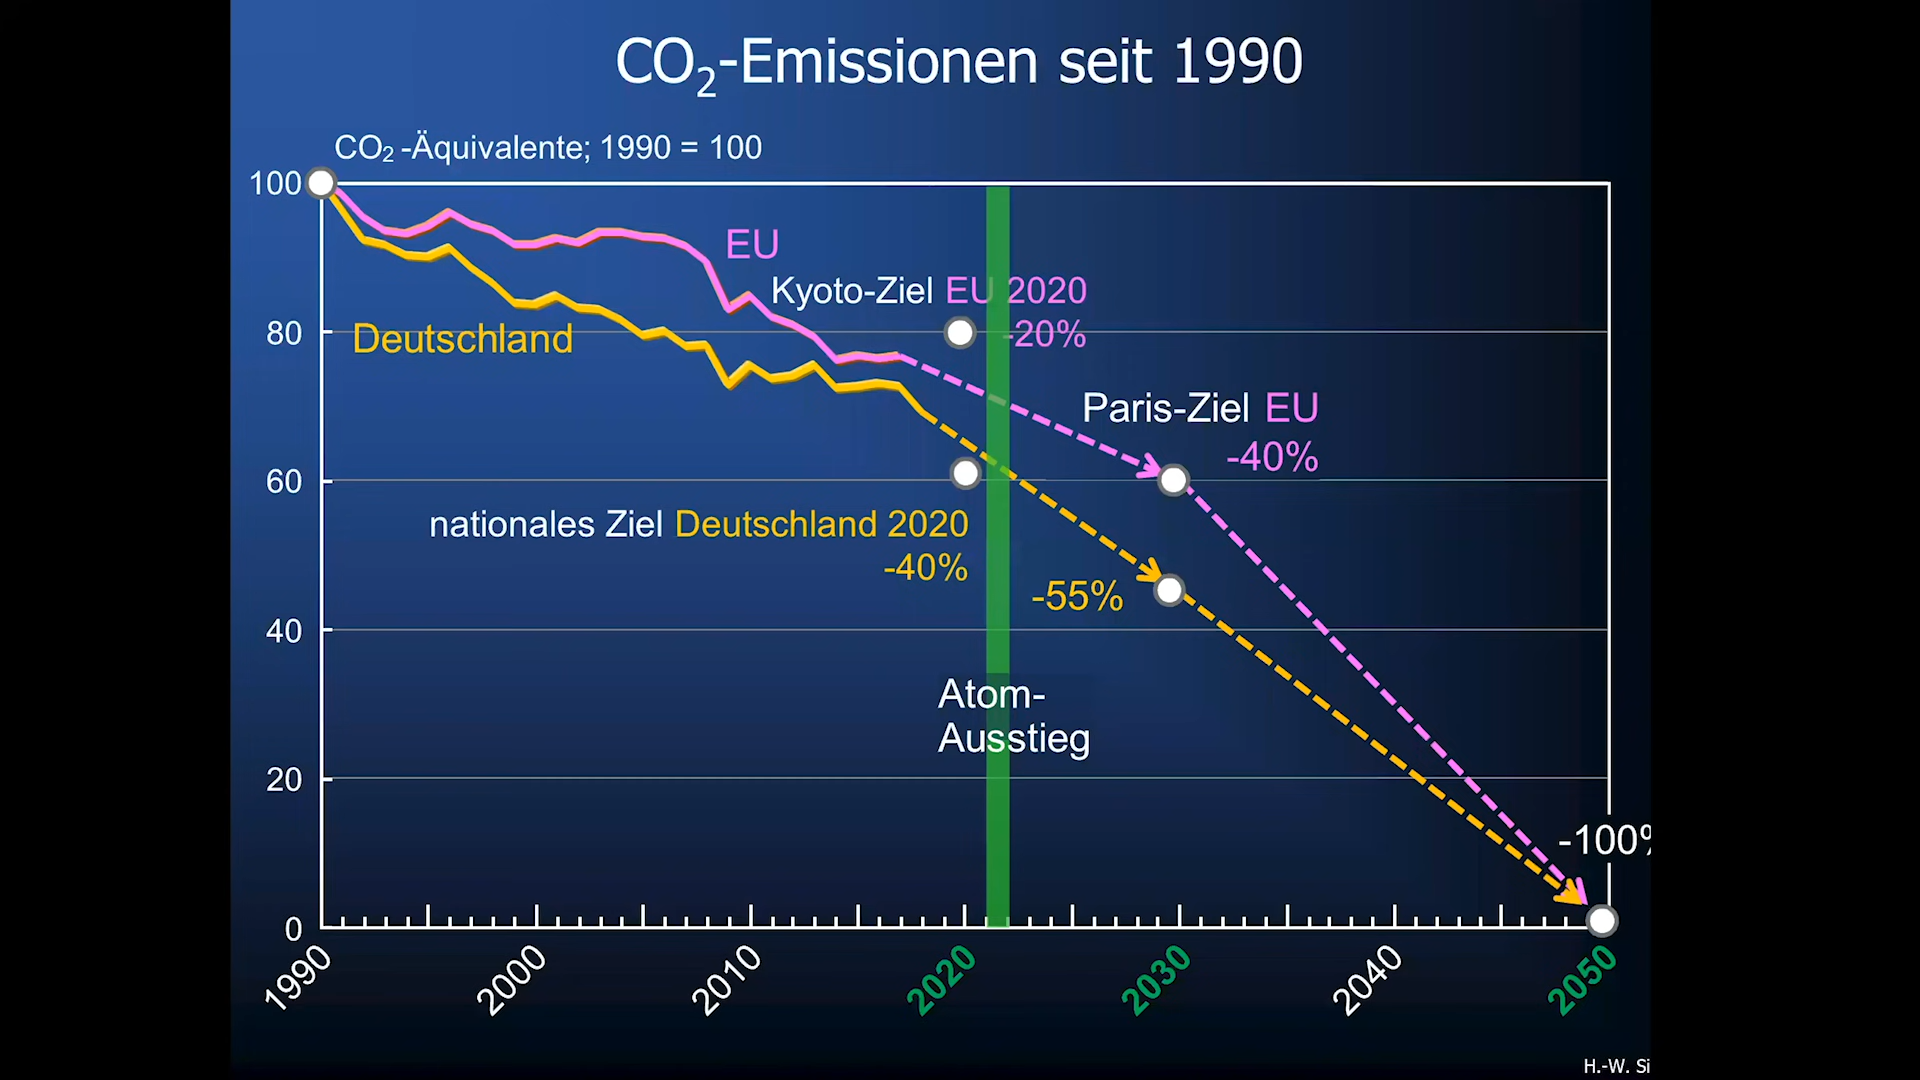 CO₂-Emissionen seit 1990
CO₂-Äquivalente; 1990 = 100
100
EU
Kyoto-Ziel EU 2020
-20%
80
Deutschland
Paris-Ziel EU
-40%
60
nationales Ziel Deutschland 2020
-40%
-55%
40
Atom-
Ausstieg
20
-100%
0
1990 2000 2010 2020 2030 2040 2050
H.-W. Si